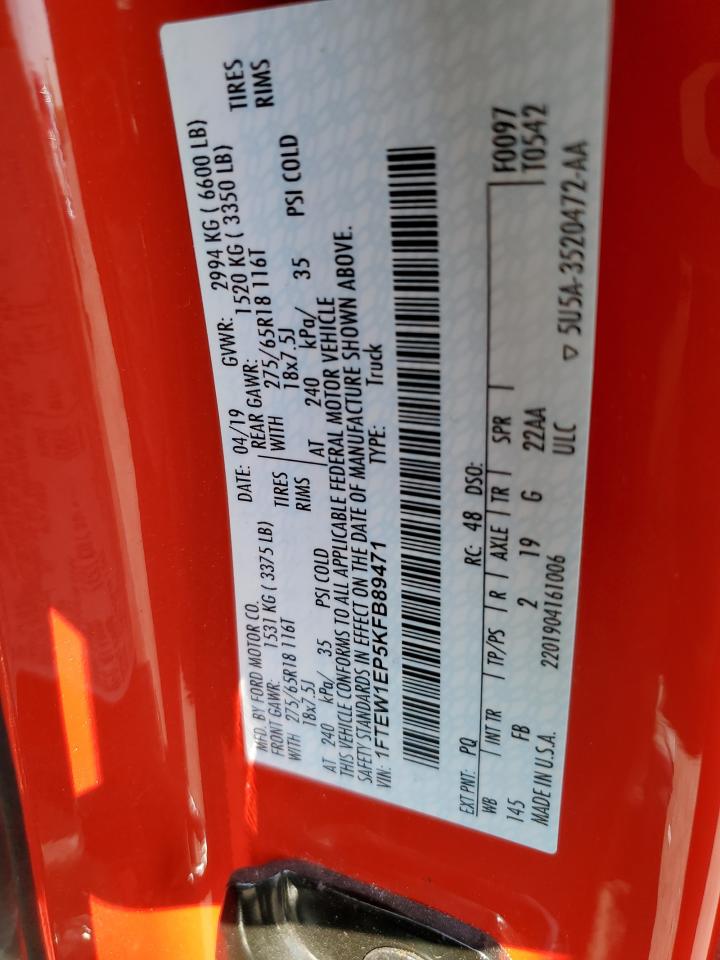 MFD. BY FORD MOTOR CO. DATE: 04/19 GVWR: 2994 KG ( 6600 LB)
FRONT GAWR: 1531 KG ( 3375 LB) REAR GAWR: 1520 KG ( 3350 LB)
WITH 275/65R18 116T TIRES WITH 275/65R18 116T TIRES
18x7.5J RIMS 18x7.5J RIMS
AT 240 kPa/ 35 PSI COLD AT 240 kPa/ 35 PSI COLD
THIS VEHICLE CONFORMS TO ALL APPLICABLE FEDERAL MOTOR VEHICLE
SAFETY STANDARDS IN EFFECT ON THE DATE OF MANUFACTURE SHOWN ABOVE.
VIN: 1FTEW1EP5KFB89471 TYPE: Truck
EXT PNT: PQ RC: 48 DSO: F0097
WB INT TR TP/PS R AXLE TR SPR T0542
145 FB 2 19 G 22AA
MADE IN U.S.A. 2201904161006 ULC ▽ 5U5A-3520472-AA